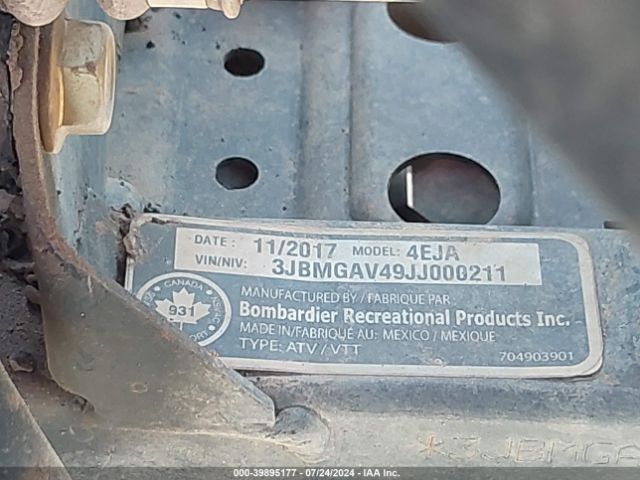 DATE : 11/2017 MODEL: 4EJA
VIN/NIV: 3JBMGAV49JJ000211
CANADA
931
MANUFACTURED BY / FABRIQUE PAR
Bombardier Recreational Products Inc.
MADE IN/FABRIQUÉ AU: MEXICO / MEXIQUE
TYPE: ATV / VTT
704903901
*3JBMGA
000-39895177 - 07/24/2024 - IAA Inc.